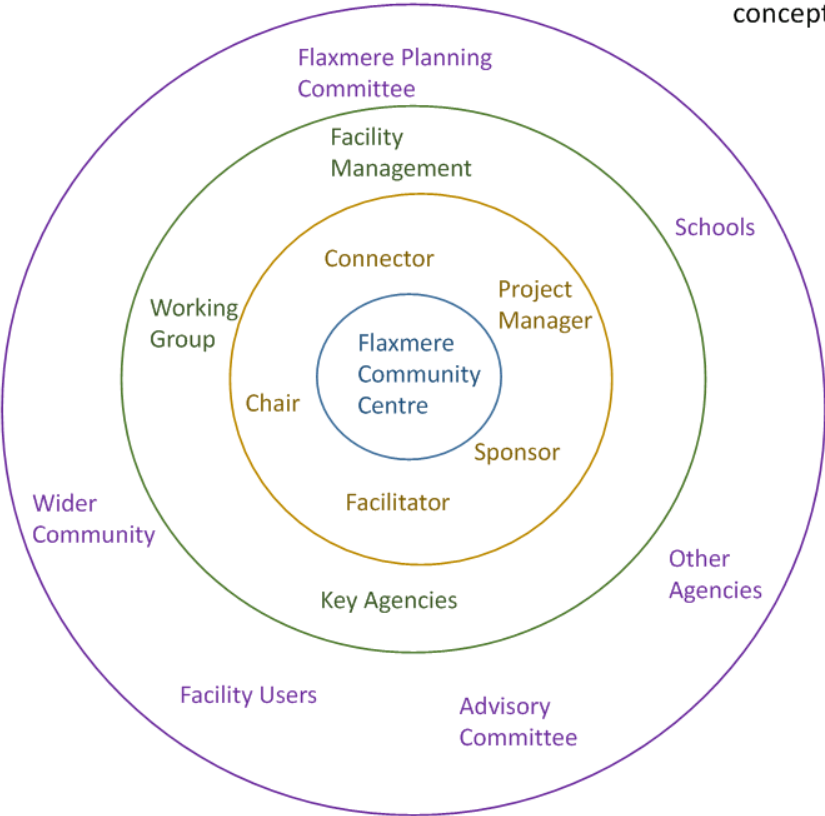 concept
Flaxmere Planning
Committee
Facility
Management
Schools
Connector
Project
Manager
Working
Group
Flaxmere
Community
Centre
Chair
Sponsor
Facilitator
Wider
Community
Other
Agencies
Key Agencies
Facility Users
Advisory
Committee